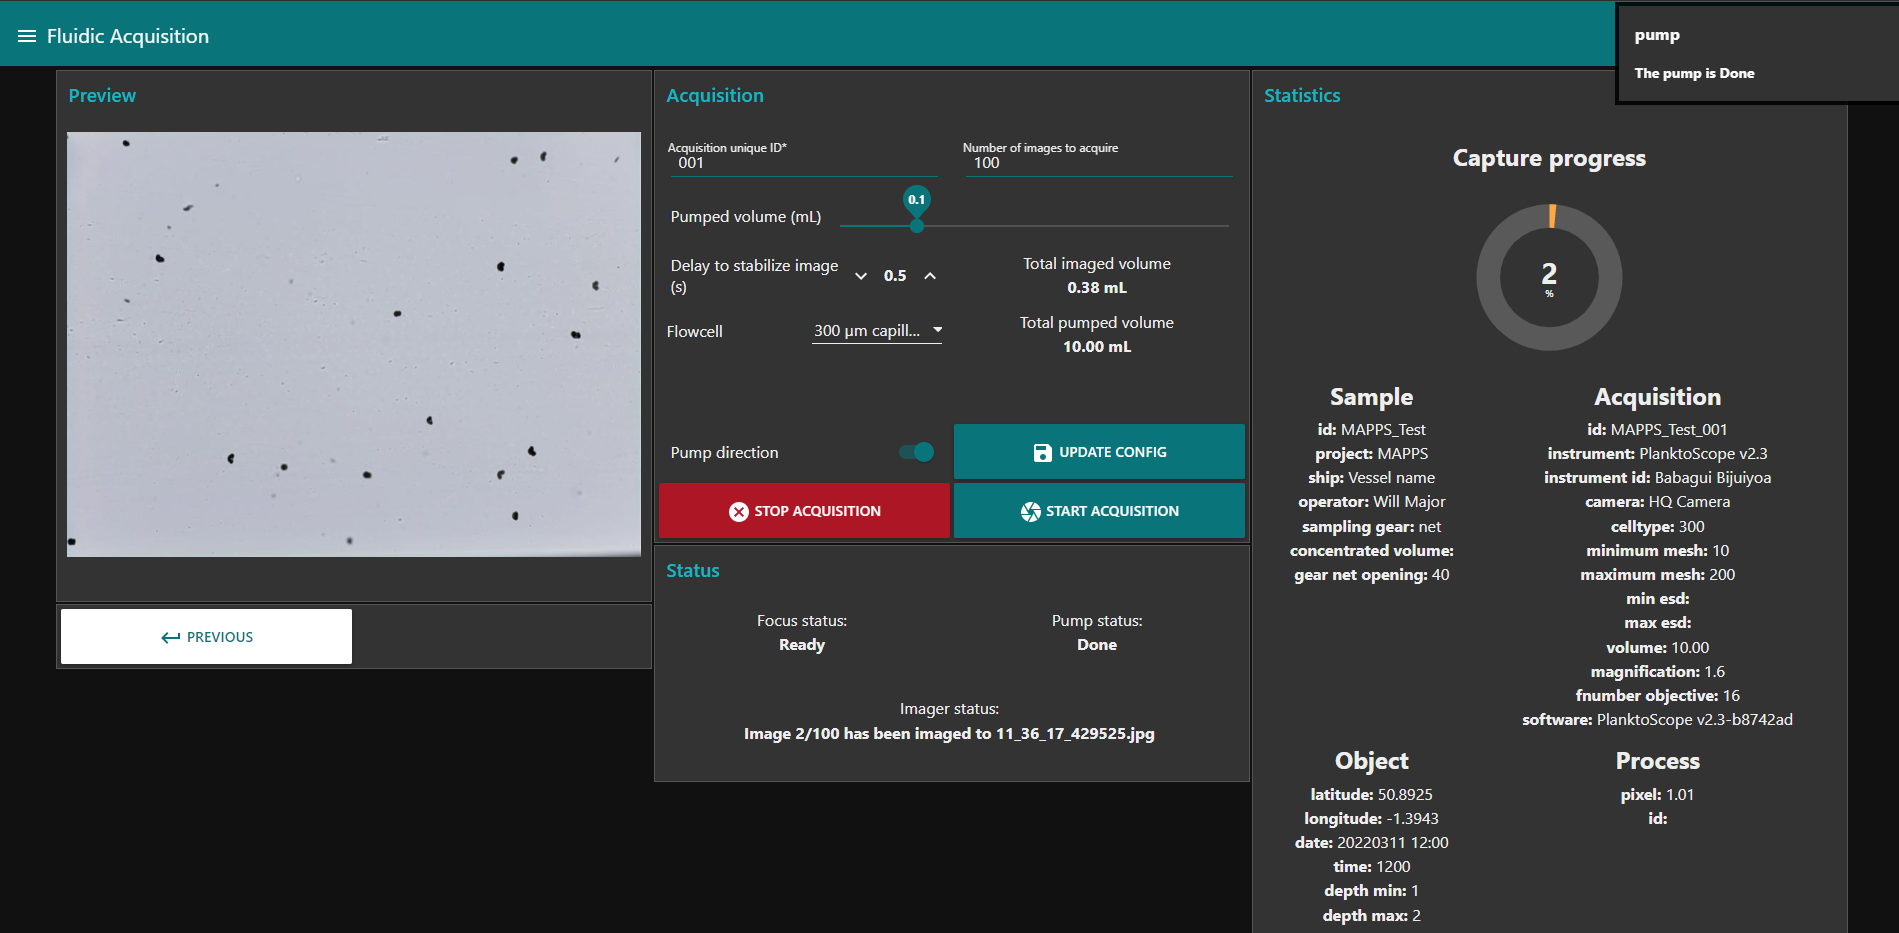 Fluidic Acquisition
pump
The pump is Done
Preview
PREVIOUS
Acquisition
Acquisition unique ID*
001
Number of images to acquire
100
Pumped volume (mL)
0.1
Delay to stabilize image
(s)
0.5
Total imaged volume
0.38 mL
Flowcell
300 µm capill...
Total pumped volume
10.00 mL
Pump direction
UPDATE CONFIG
STOP ACQUISITION
START ACQUISITION
Status
Focus status:
Ready
Pump status:
Done
Imager status:
Image 2/100 has been imaged to 11_36_17_429525.jpg
Statistics
Capture progress
2
%
Sample
id: MAPPS_Test
project: MAPPS
ship: Vessel name
operator: Will Major
sampling gear: net
concentrated volume:
gear net opening: 40
Acquisition
id: MAPPS_Test_001
instrument: PlanktoScope v2.3
instrument id: Babagui Bijuiyoa
camera: HQ Camera
celltype: 300
minimum mesh: 10
maximum mesh: 200
min esd:
max esd:
volume: 10.00
magnification: 1.6
fnumber objective: 16
software: PlanktoScope v2.3-b8742ad
Object
latitude: 50.8925
longitude: -1.3943
date: 20220311 12:00
time: 1200
depth min: 1
depth max: 2
Process
pixel: 1.01
id: